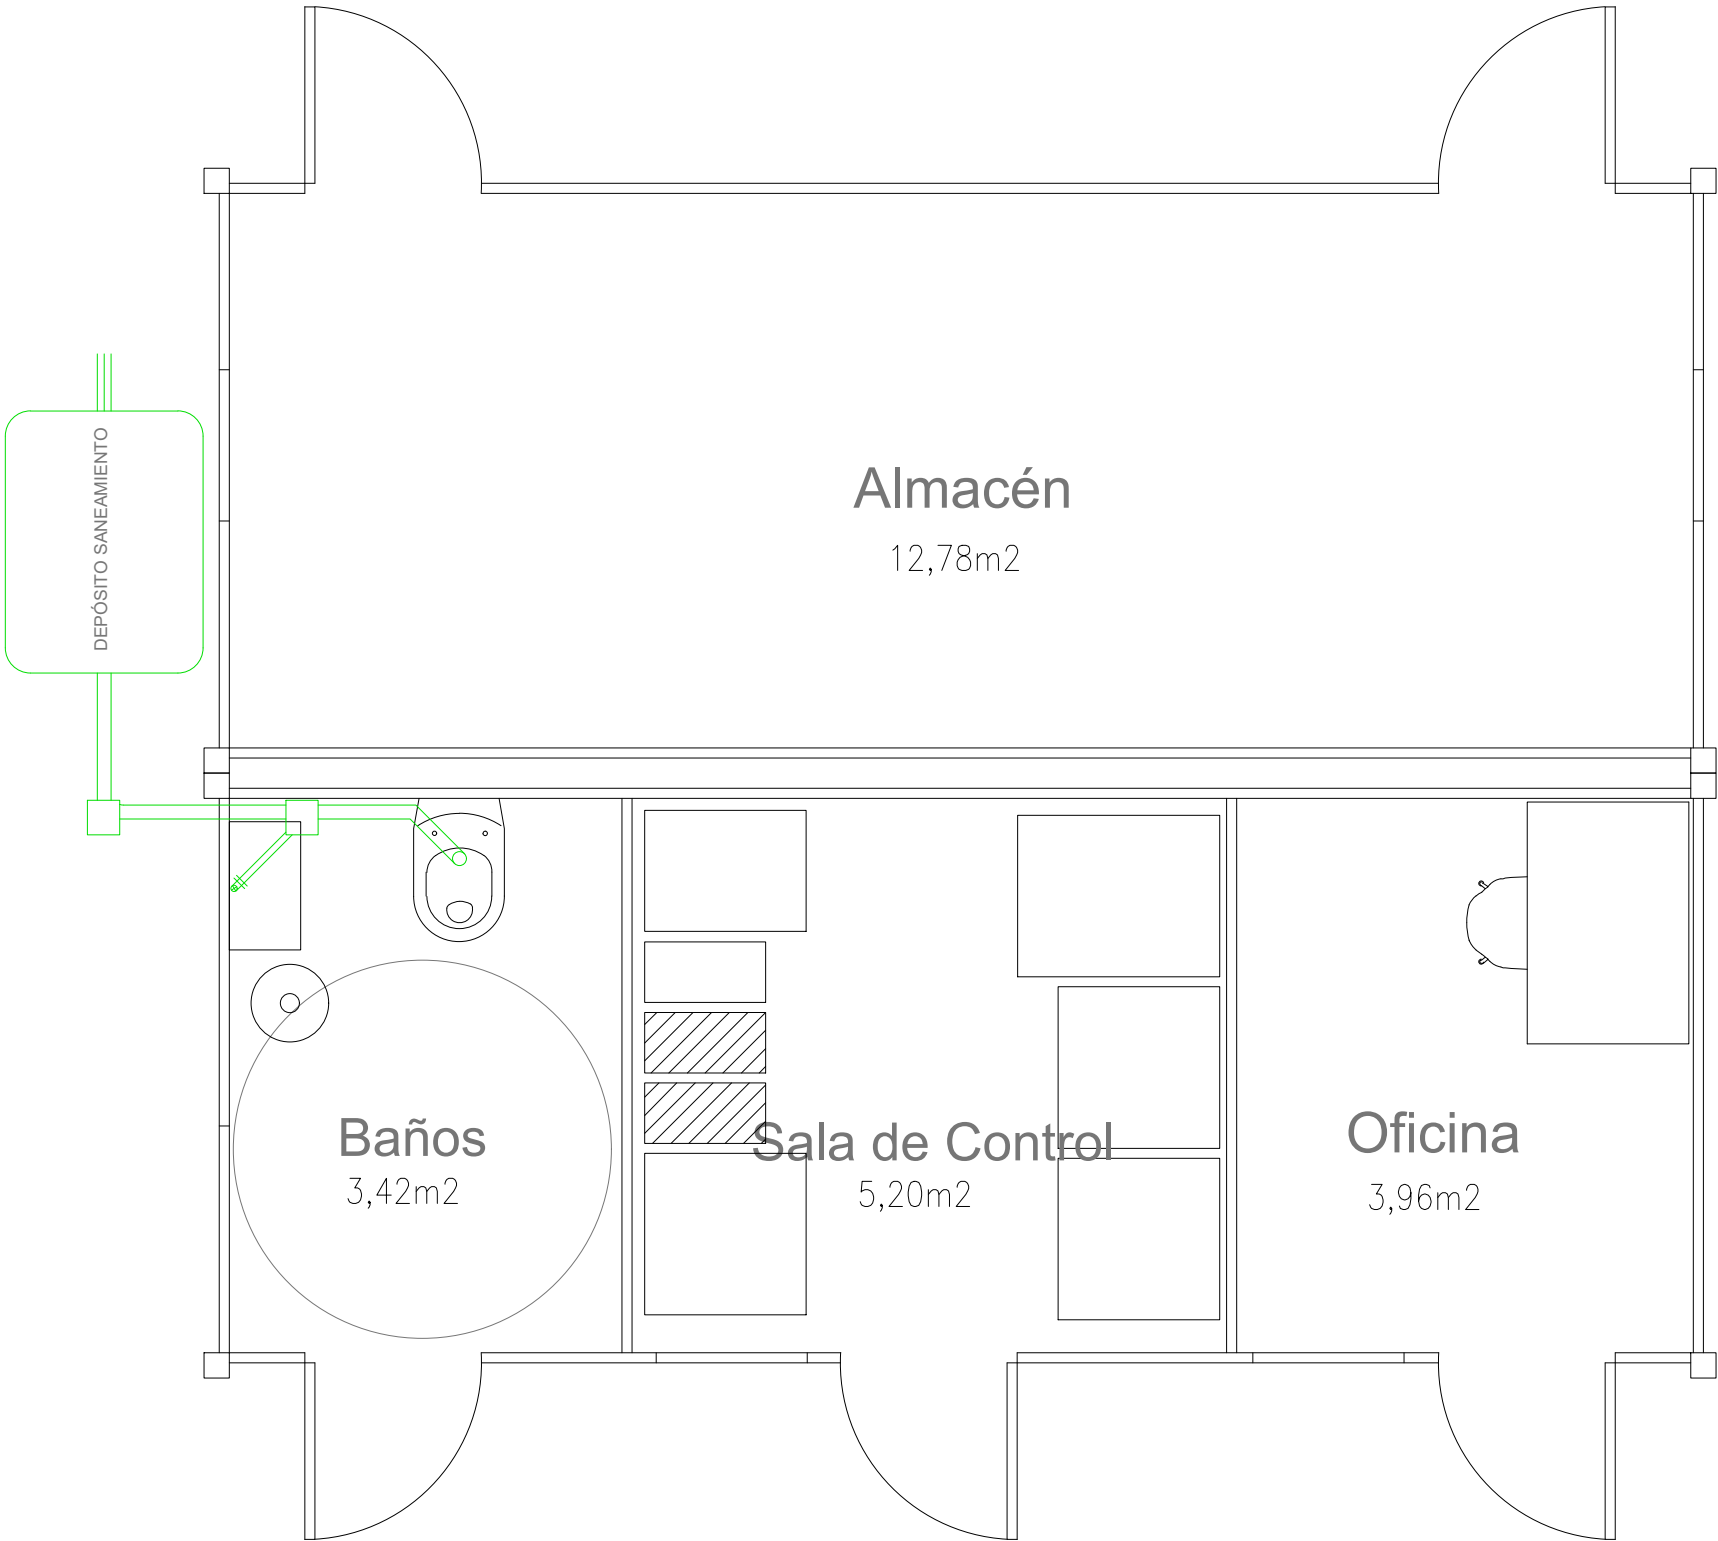 Almacén
12,78m2
DEPÓSITO SANEAMIENTO
Baños
3,42m2
Sala de Control
5,20m2
Oficina
3,96m2